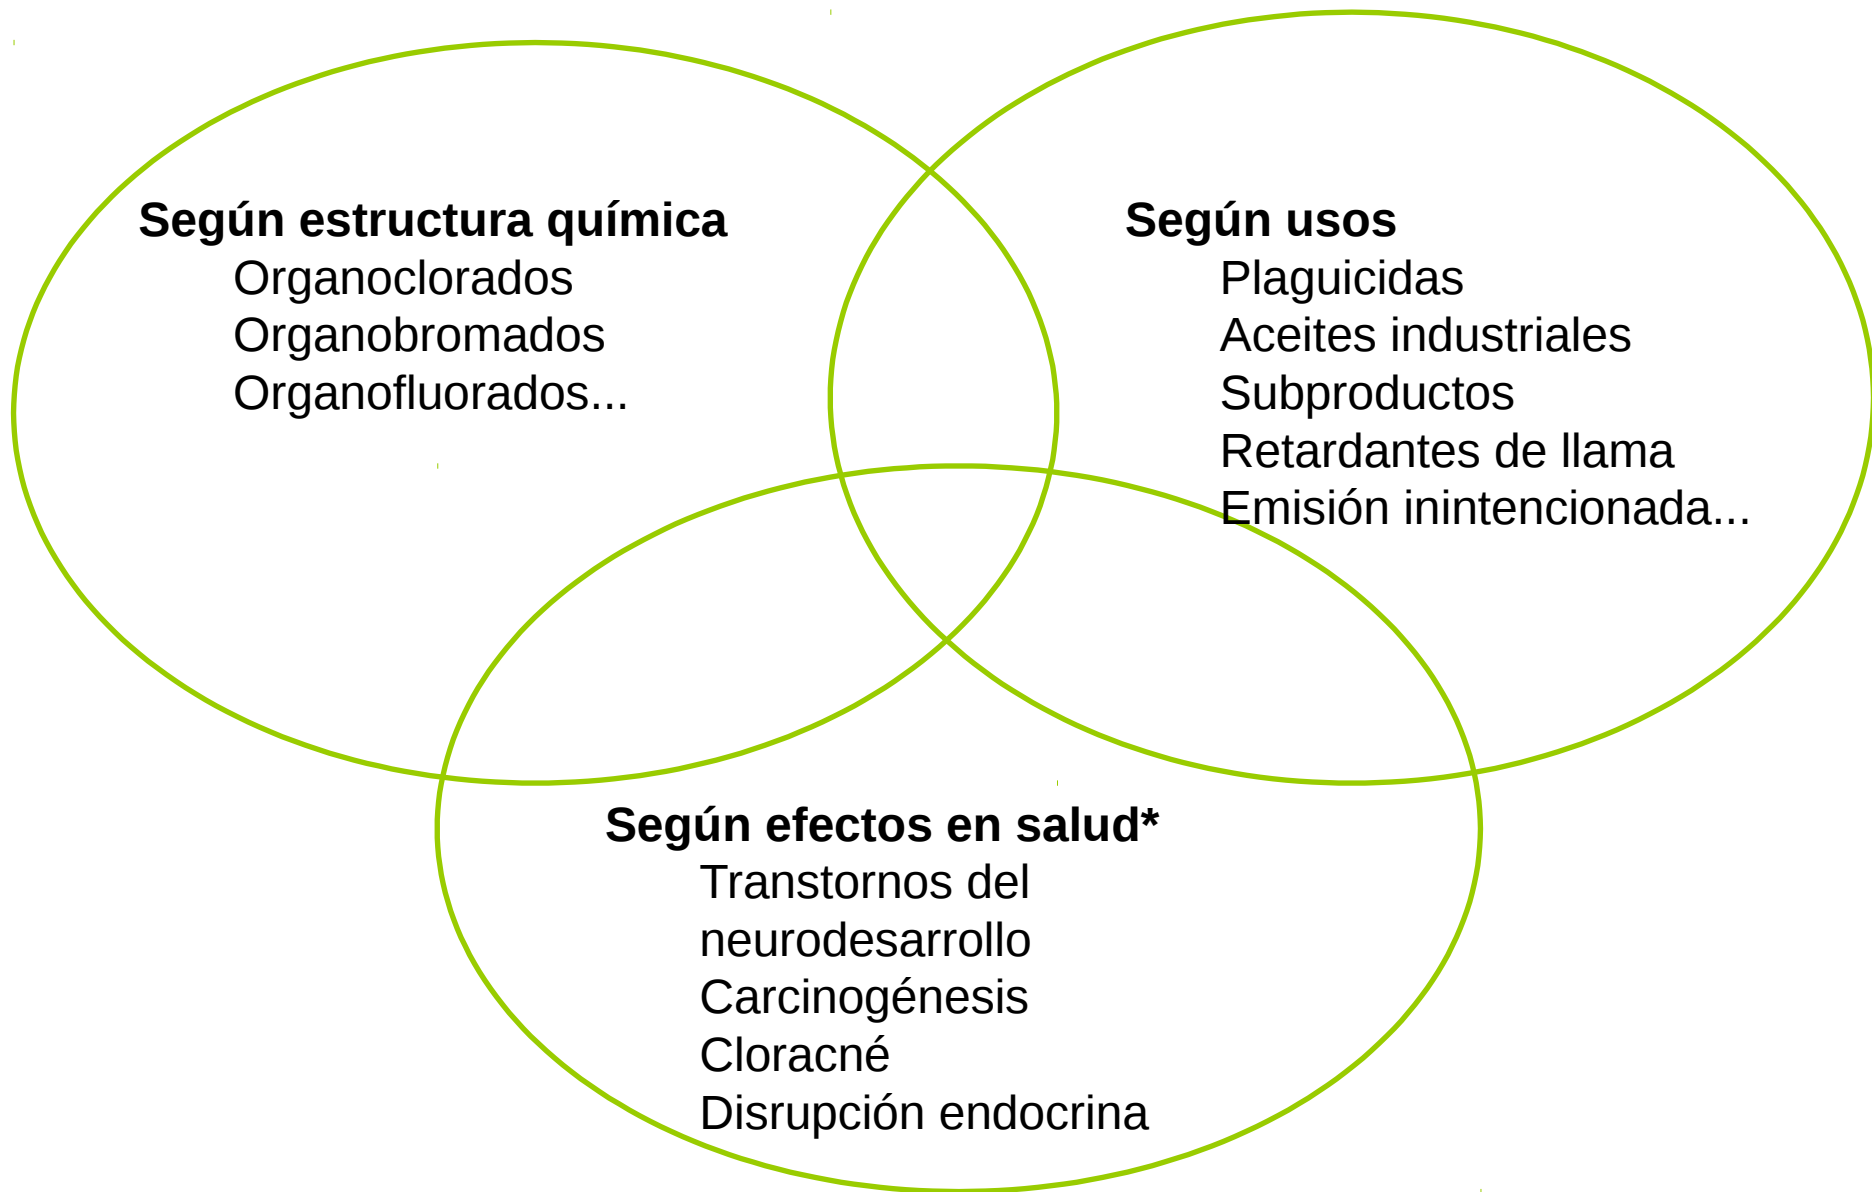 Según estructura química
Organoclorados
Organobromados
Organofluorados...
Según usos
Plaguicidas
Aceites industriales
Subproductos
Retardantes de llama
Emisión inintencionada...
Según efectos en salud*
Transtornos del
neurodesarrollo
Carcinogénesis
Cloracné
Disrupción endocrina